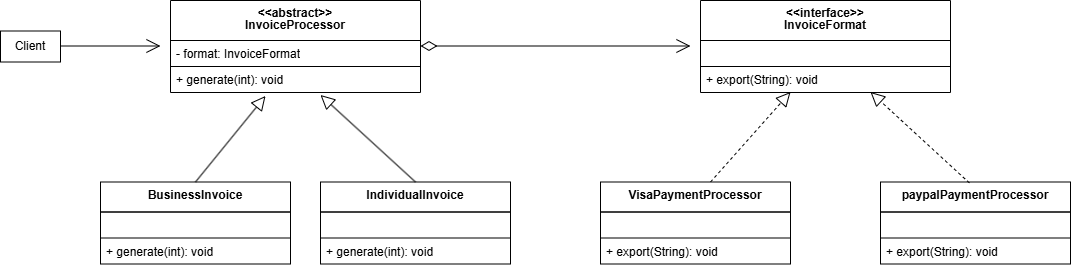 Client
<<abstract>>
InvoiceProcessor
- format: InvoiceFormat
+ generate(int): void
<<interface>>
InvoiceFormat
+ export(String): void
BusinessInvoice
+ generate(int): void
IndividualInvoice
+ generate(int): void
VisaPaymentProcessor
+ export(String): void
paypalPaymentProcessor
+ export(String): void